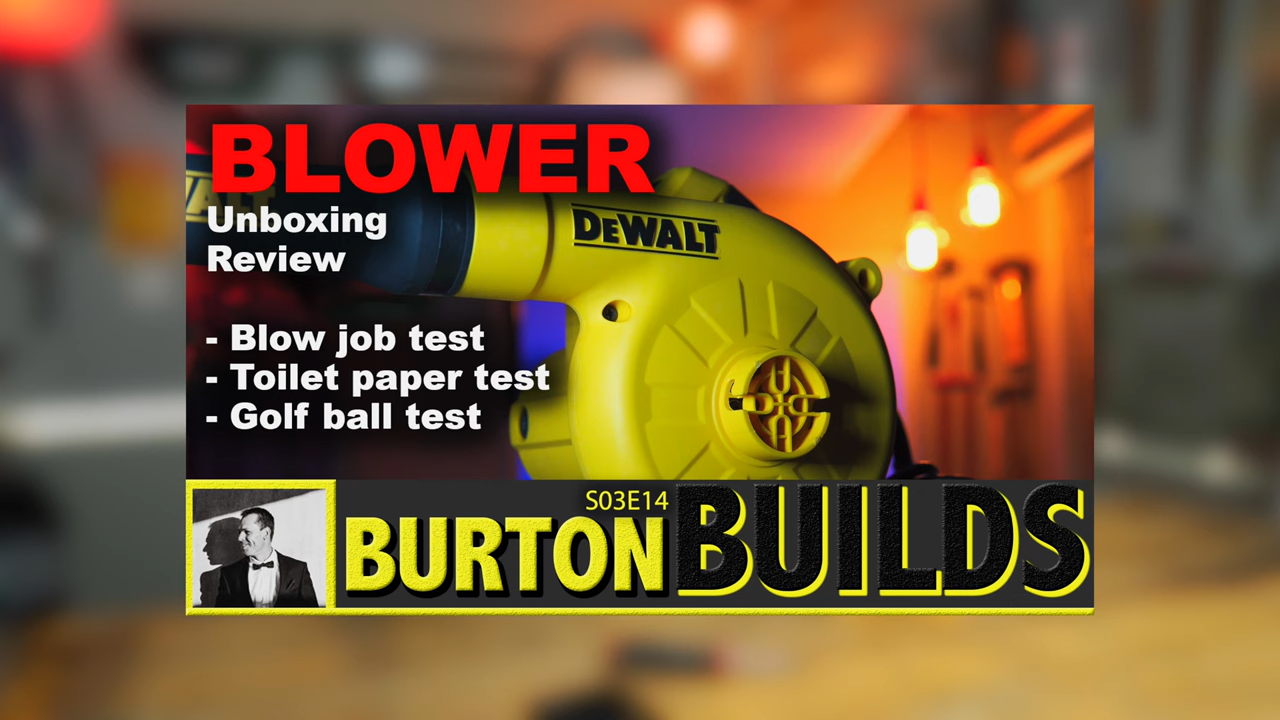 BLOWER
Unboxing
Review
- Blow job test
- Toilet paper test
- Golf ball test
DEWALT
S03E14
BURTON BUILDS